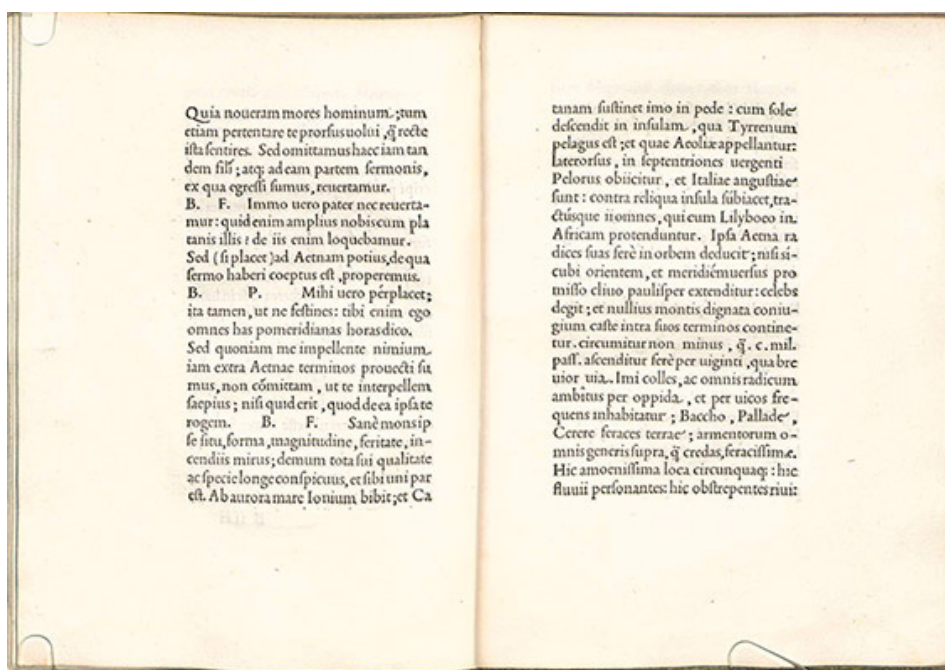 Quia noueram mores hominum; tum
etiam pertentare te prorsus uolui, q̄ recte
ista sentires. Sed omittamus haec iam tan
dem fili; atq; ad eam partem sermonis,
ex qua egressi sumus, reuertamur.
B. F. Immo uero pater nec reuerta-
mur: quid enim amplius nobiscum pla
tanis illis? de iis enim loquebamur.
Sed (si placet) ad Aetnam potius, de qua
sermo haberi coeptus est, properemus.
B. P. Mihi uero pérplacet;
ita tamen, ut ne festines: tibi enim ego
omnes has pomeridianas horas dico.
Sed quoniam me impellente nimium
iam extra Aetnae terminos prouecti su
mus, non cōmittam, ut te interpellem
saepius; nisi quid erit, quod de ea ipsa te
rogem. B. F. Sanè mons ip
se situ, forma, magnitudine, feritate, in-
cendiis mirus; demum tota sui qualitate
ac specie longe conspicuus, et sibi uni par
est. Ab aurora mare Ionium bibit; et Ca
tanam sustinet imo in pede: cum sole
descendit in insulam, qua Tyrrenum
pelagus est; et quae Aeoliæ appellantur:
laterorsus, in septentriones uergenti
Pelorus obiicitur, et Italiae angustiae
sunt: contra reliqua insula subiacet, tra-
ctúsque ii omnes, qui cum Lilyboeo in
Africam protenduntur. Ipsa Aetna ra
dices suas ferè in orbem deducit; nisi si-
cubi orientem, et meridiém uersus pro
misso cliuo paulisper extenditur: celebs
degit; et nullius montis dignata coniu-
gium caste intra suos terminos contine-
tur. circumitur non minus, q̄. c. mil.
pass. ascenditur ferè per uiginti, qua bre
uior uia. Imi colles, ac omnis radicum
ambitus per oppida, et per uicos fre-
quens inhabitatur; Baccho, Pallade,
Cerere feraces terrae; armentorum o-
mnis generis supra, q̄ credas, feracissimæ.
Hic amoenissima loca circunquaq;: hic
fluuii personantes: hic obstrepentes riui: